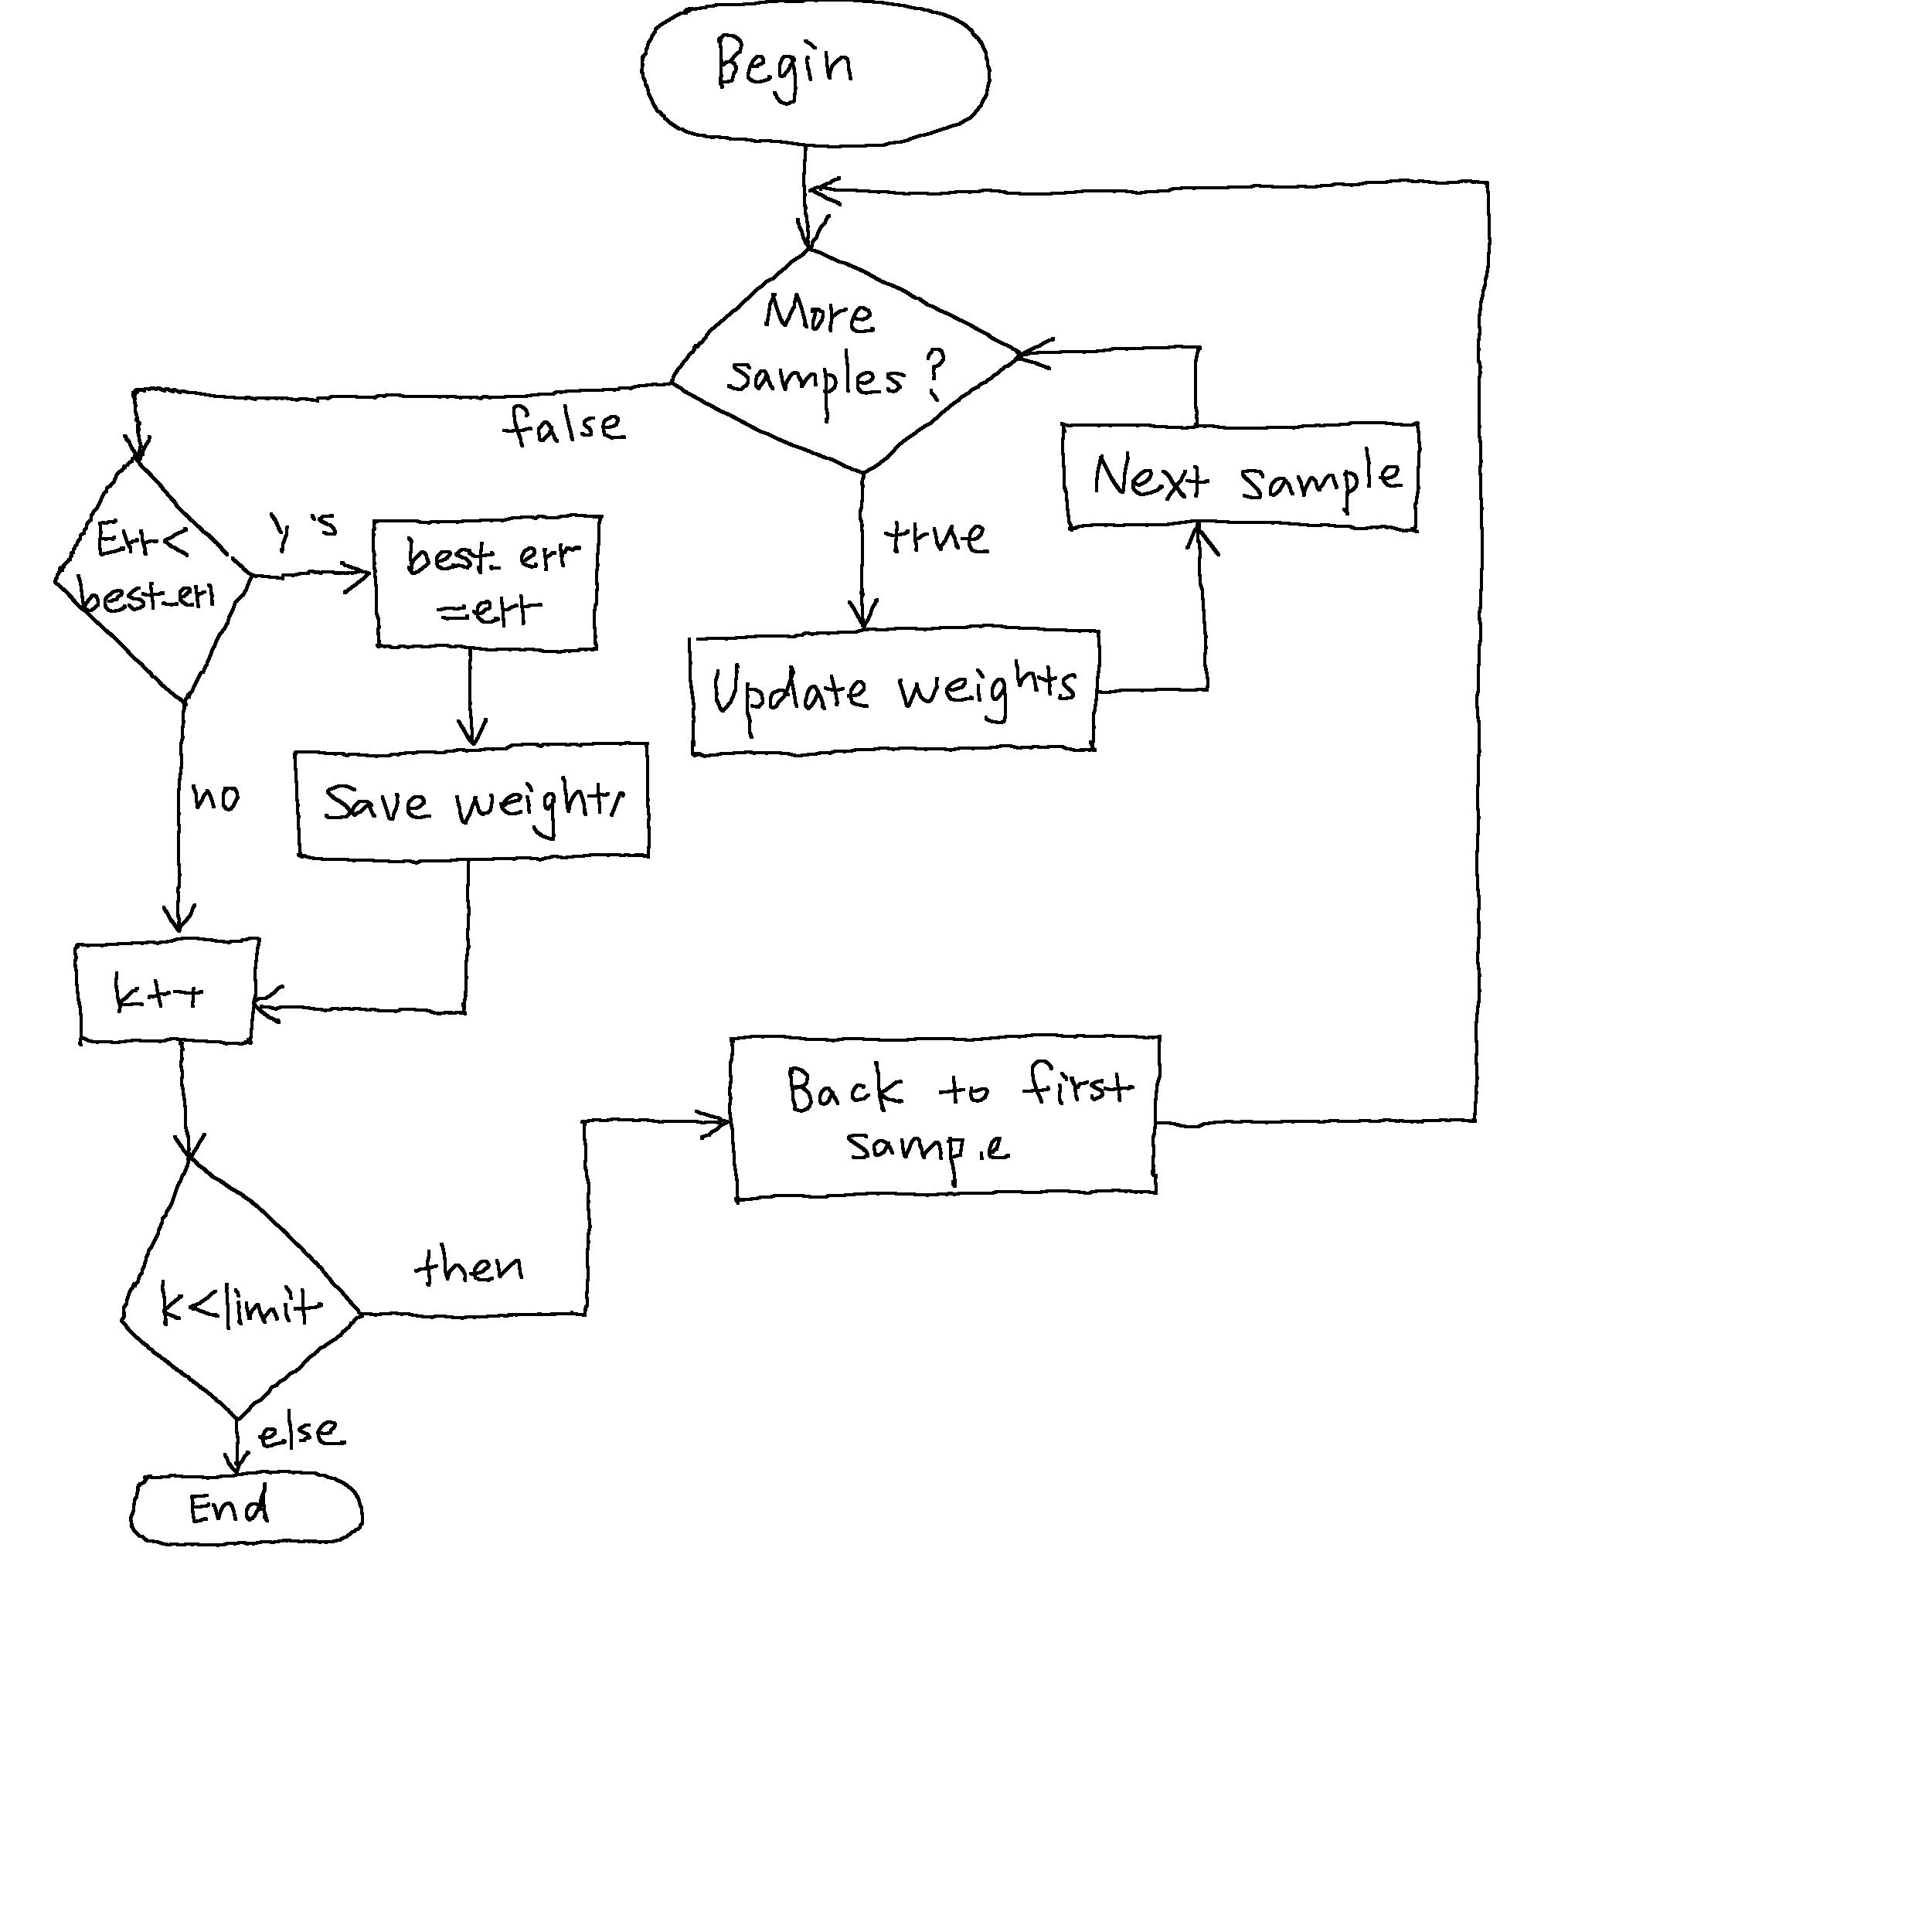 Begin
More
samples?
false
true
Next sample
Err<
best_err
best_err
=err
Update weights
Save weights
no
k++
Back to first
sample
then
k<limit
else
End